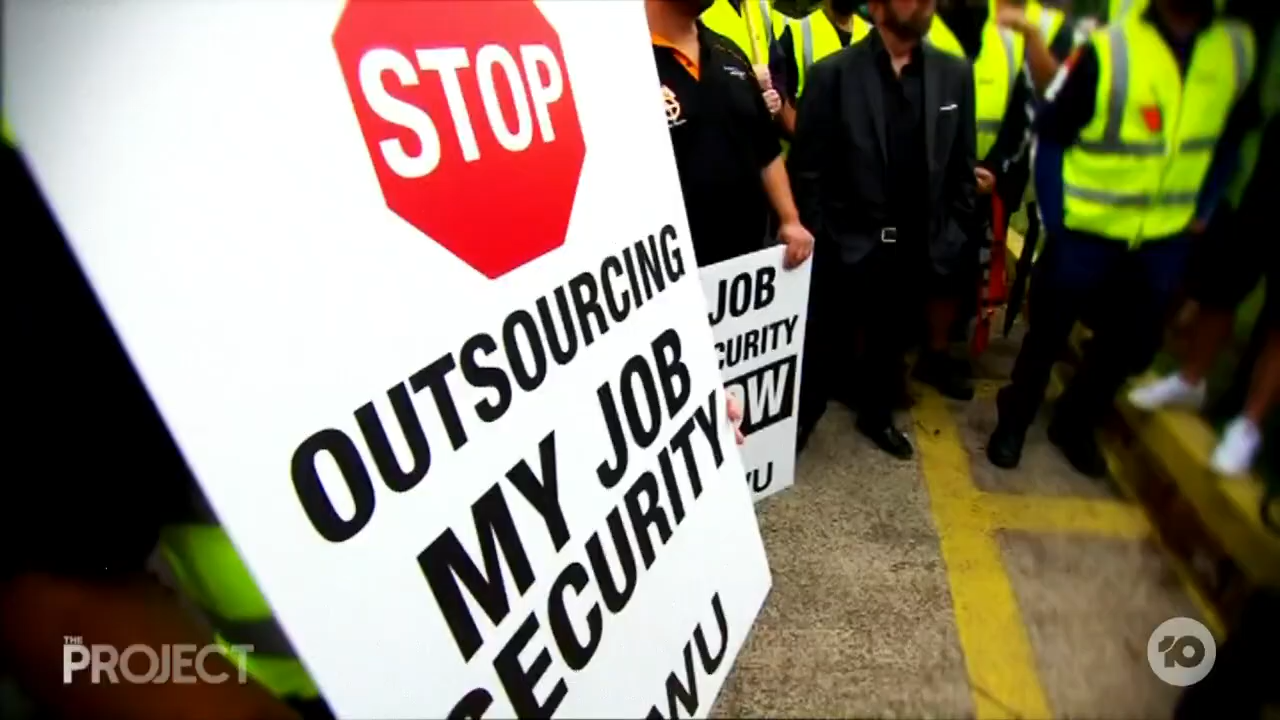 STOP
OUTSOURCING
MY JOB
SECURITY
WU
JOB
CURITY
OW
WU
THE
PROJECT
10